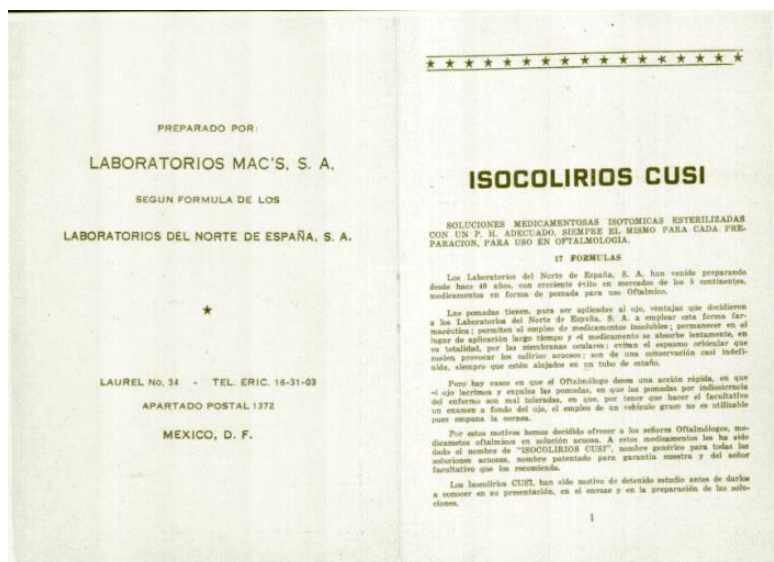 PREPARADO POR:
LABORATORIOS MAC'S, S. A.
SEGUN FORMULA DE LOS
LABORATORIOS DEL NORTE DE ESPAÑA, S. A.
LAUREL No. 34 - TEL. ERIC. 16-31-03
APARTADO POSTAL 1372
MEXICO, D. F.
ISOCOLIRIOS CUSI
SOLUCIONES MEDICAMENTOSAS ISOTOMICAS ESTERILIZADAS
CON UN P. H. ADECUADO, SIEMPRE EL MISMO PARA CADA PRE-
PARACION, PARA USO EN OFTALMOLOGIA.
17 FORMULAS
Los Laboratorios del Norte de España, S. A. han venido preparando
desde hace 40 años, con creciente éxito en mercados de los 5 continentes,
medicamentos en forma de pomada para uso Oftálmico.
Las pomadas tienen, para ser aplicadas al ojo, ventajas que decidieron
a los Laboratorios del Norte de España, S. A. a emplear esta forma far-
macéutica; permiten el empleo de medicamentos insolubles; permanecer en el
lugar de aplicación largo tiempo y el medicamento se absorbe lentamente, en
su totalidad, por las membranas oculares; evitan el espasmo orbicular que
suelen provocar los colirios acuosos; son de una conservación casi indefi-
nida, siempre que estén alojados en un tubo de estaño.
Pero hay casos en que el Oftalmólogo desea una acción rápida, en que
el ojo lacrimea y expulsa las pomadas, en que las pomadas por indiosicracia
del enfermo son mal toleradas, en que, por tener que hacer el facultativo
un examen a fondo del ojo, el empleo de un vehículo graso no es utilizable
pues empaña la cornea.
Por estos motivos hemos decidido ofrecer a los señores Oftalmólogos, me-
dicametos oftalmicos en solución acuosa. A estos medicamentos les ha sido
dado el nombre de "ISOCOLIRIOS CUSI", nombre genérico para todas las
soluciones acuosas, nombre patentado para garantía nuestra y del señor
facultativo que los recomienda.
Los Isocolirios CUSI, han sido motivo de detenido estudio antes de darlos
a conocer en su presentación, en el envase y en la preparación de las solu-
ciones.
1